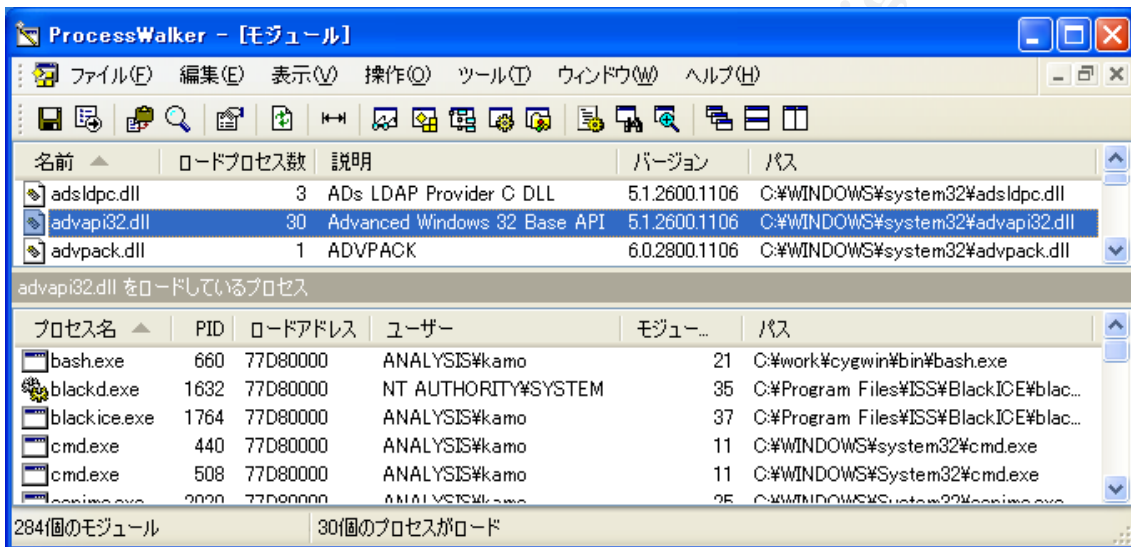 ProcessWalker - [モジュール]
ファイル(F) 編集(E) 表示(V) 操作(O) ツール(T) ウィンドウ(W) ヘルプ(H)
名前 ロードプロセス数 説明 バージョン パス
adsldpc.dll 3 ADs LDAP Provider C DLL 5.1.2600.1106 C:¥WINDOWS¥system32¥adsldpc.dll
advapi32.dll 30 Advanced Windows 32 Base API 5.1.2600.1106 C:¥WINDOWS¥system32¥advapi32.dll
advpack.dll 1 ADVPACK 6.0.2800.1106 C:¥WINDOWS¥system32¥advpack.dll
advapi32.dll をロードしているプロセス
プロセス名 PID ロードアドレス ユーザー モジュー... パス
bash.exe 660 77D80000 ANALYSIS¥kamo 21 C:¥work¥cygwin¥bin¥bash.exe
blackd.exe 1632 77D80000 NT AUTHORITY¥SYSTEM 35 C:¥Program Files¥ISS¥BlackICE¥blac...
blackice.exe 1764 77D80000 ANALYSIS¥kamo 37 C:¥Program Files¥ISS¥BlackICE¥blac...
cmd.exe 440 77D80000 ANALYSIS¥kamo 11 C:¥WINDOWS¥system32¥cmd.exe
cmd.exe 508 77D80000 ANALYSIS¥kamo 11 C:¥WINDOWS¥System32¥cmd.exe
77D80000 ANALYSIS¥kamo 25
284個のモジュール 30個のプロセスがロード